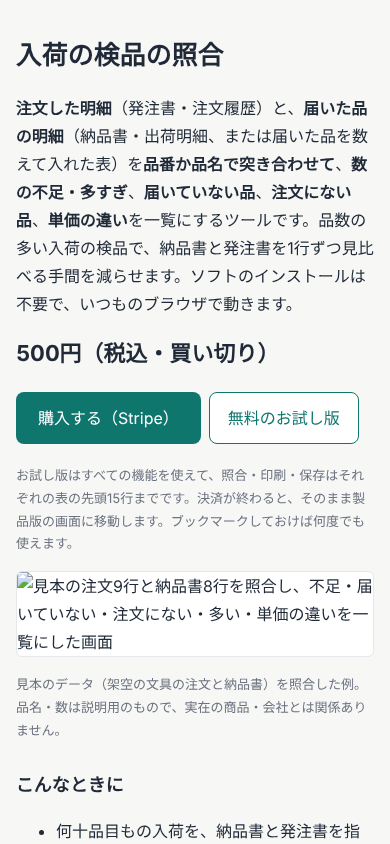 入荷の検品の照合
注文した明細（発注書・注文履歴）と、届いた品
の明細（納品書・出荷明細、または届いた品を数
えて入れた表）を品番か品名で突き合わせて、数
の不足・多すぎ、届いていない品、注文にない
品、単価の違いを一覧にするツールです。品数の
多い入荷の検品で、納品書と発注書を1行ずつ見比
べる手間を減らせます。ソフトのインストールは
不要で、いつものブラウザで動きます。
500円（税込・買い切り）
購入する（Stripe）
無料のお試し版
お試し版はすべての機能を使えて、照合・印刷・保存はそれ
ぞれの表の先頭15行までです。決済が終わると、そのまま製
品版の画面に移動します。ブックマークしておけば何度でも
使えます。
見本の注文9行と納品書8行を照合し、不足・届
いていない・注文にない・多い・単価の違いを一
覧にした画面
見本のデータ（架空の文具の注文と納品書）を照合した例。
品名・数は説明用のもので、実在の商品・会社とは関係あり
ません。
こんなときに
• 何十品目もの入荷を、納品書と発注書を指